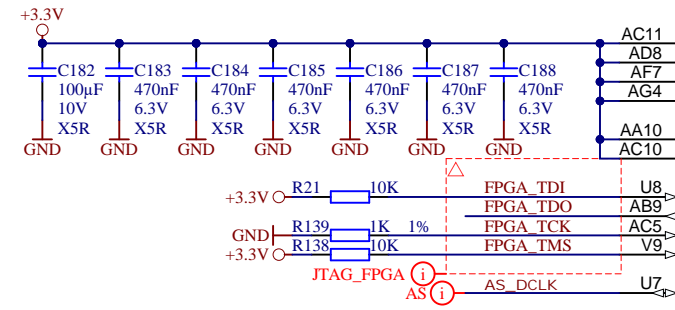 +3.3V
AC11
AD8
AF7
AG4
AA10
AC10
C182 C183 C184 C185 C186 C187 C188
100µF 470nF 470nF 470nF 470nF 470nF 470nF
10V 6.3V 6.3V 6.3V 6.3V 6.3V 6.3V
X5R X5R X5R X5R X5R X5R X5R
GND GND GND GND GND GND GND
+3.3V R21 10K FPGA_TDI U8
FPGA_TDO AB9
GND R139 1K 1% FPGA_TCK AC5
+3.3V R138 10K FPGA_TMS V9
JTAG_FPGA i
AS i AS_DCLK U7